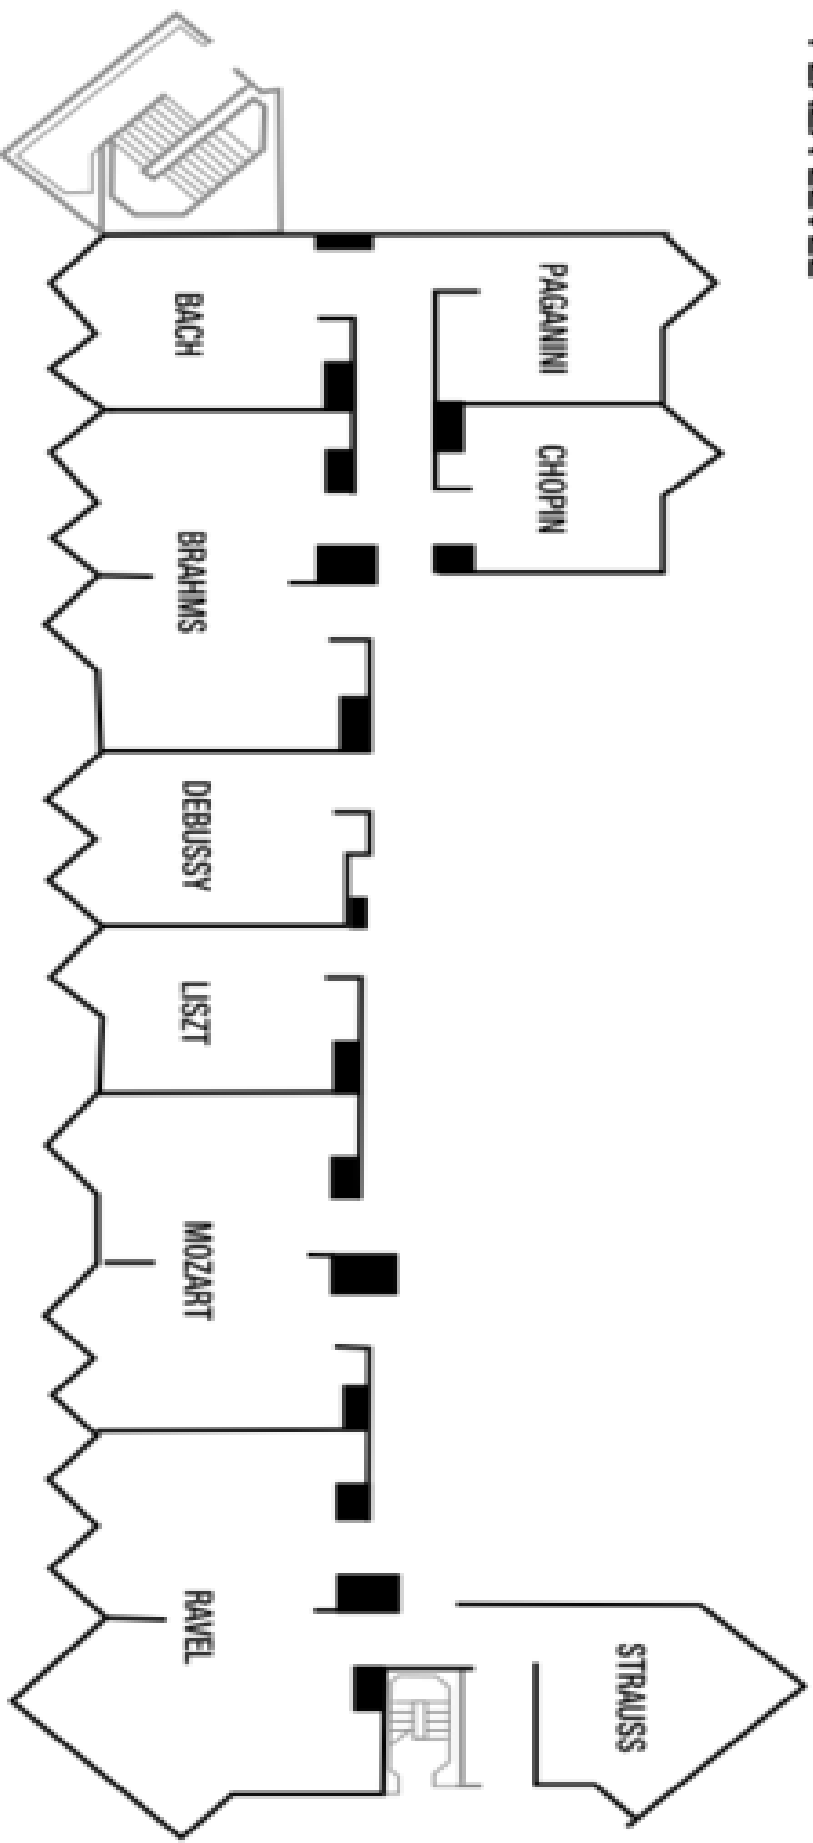 PAGANINI
BACH
CHOPIN
BRAHMS
DEBUSSY
LISZT
MOZART
RAVEL
STRAUSS